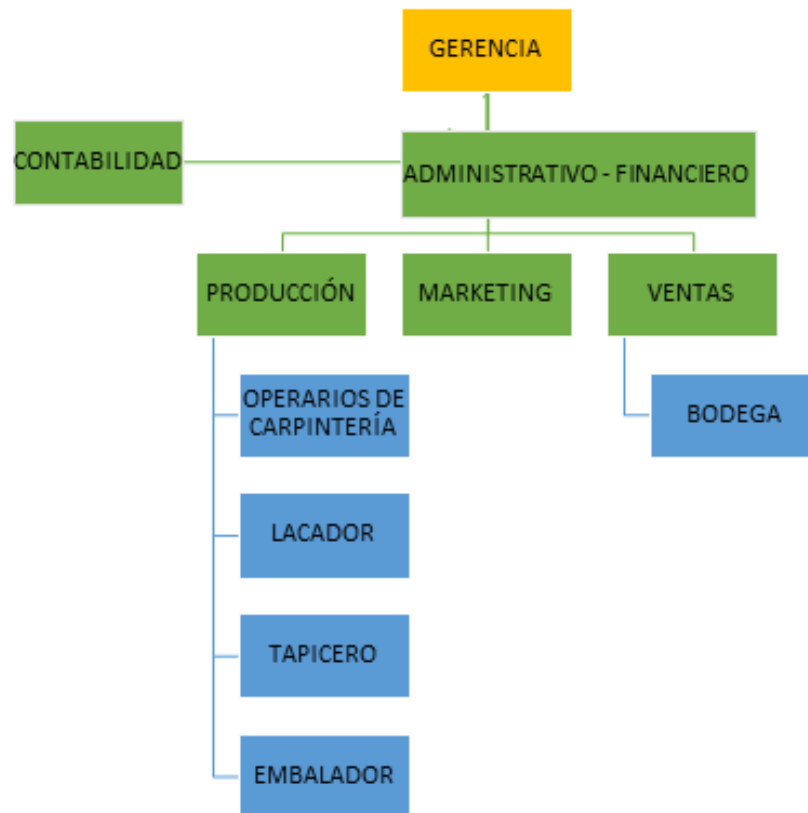 GERENCIA
CONTABILIDAD
ADMINISTRATIVO - FINANCIERO
PRODUCCIÓN
MARKETING
VENTAS
OPERARIOS DE
CARPINTERÍA
BODEGA
LACADOR
TAPICERO
EMBALADOR